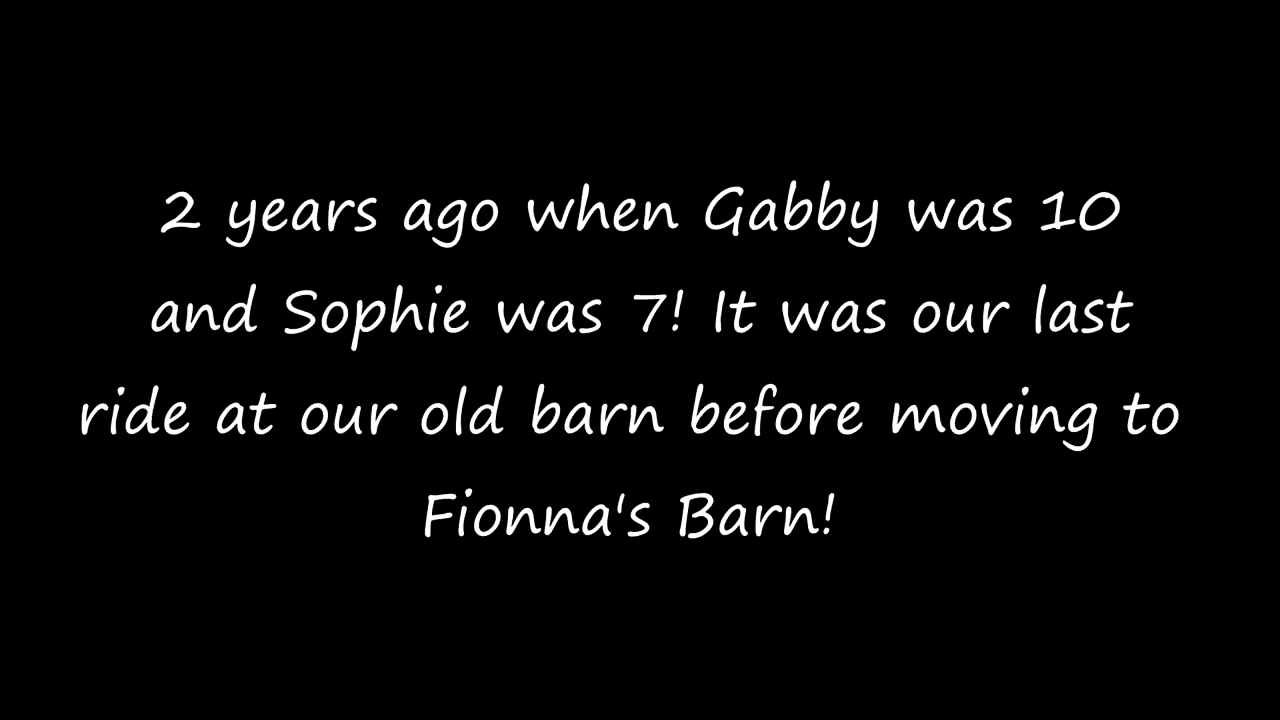 2 years ago when Gabby was 10
and Sophie was 7! It was our last
ride at our old barn before moving to
Fionna's Barn!